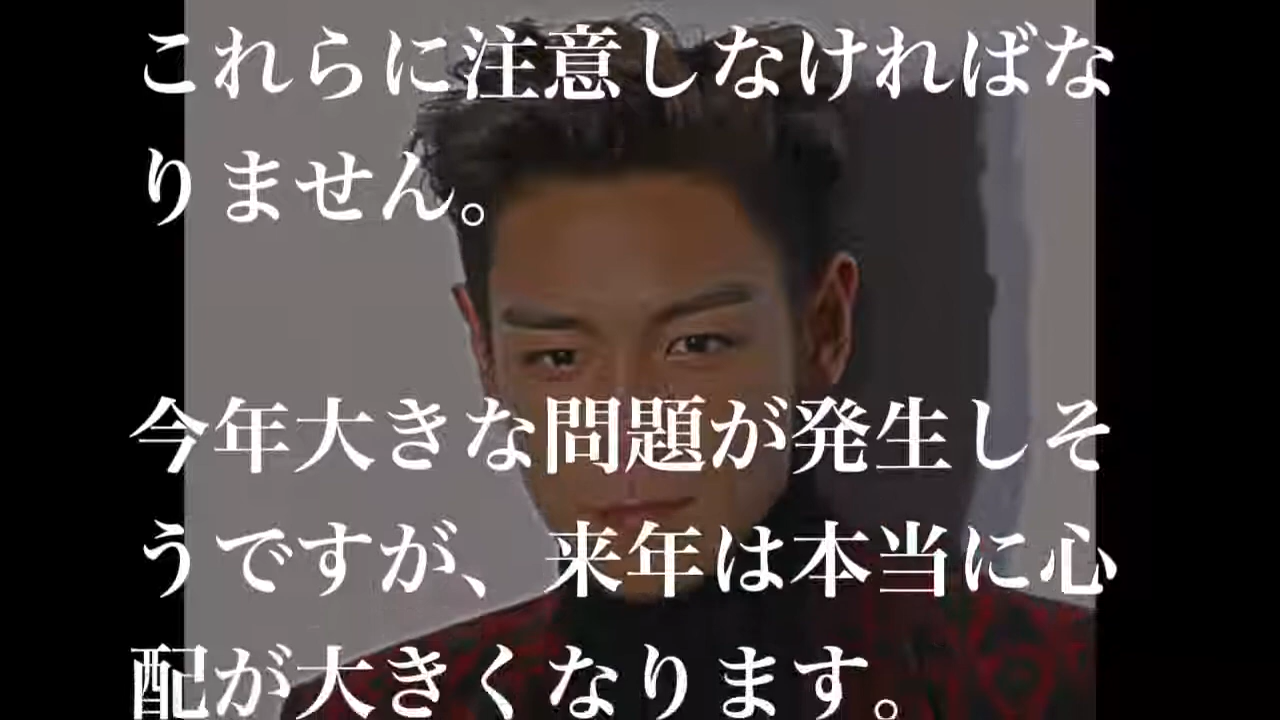 これらに注意しなければな
りません。
今年大きな問題が発生しそ
うですが、来年は本当に心
配が大きくなります。